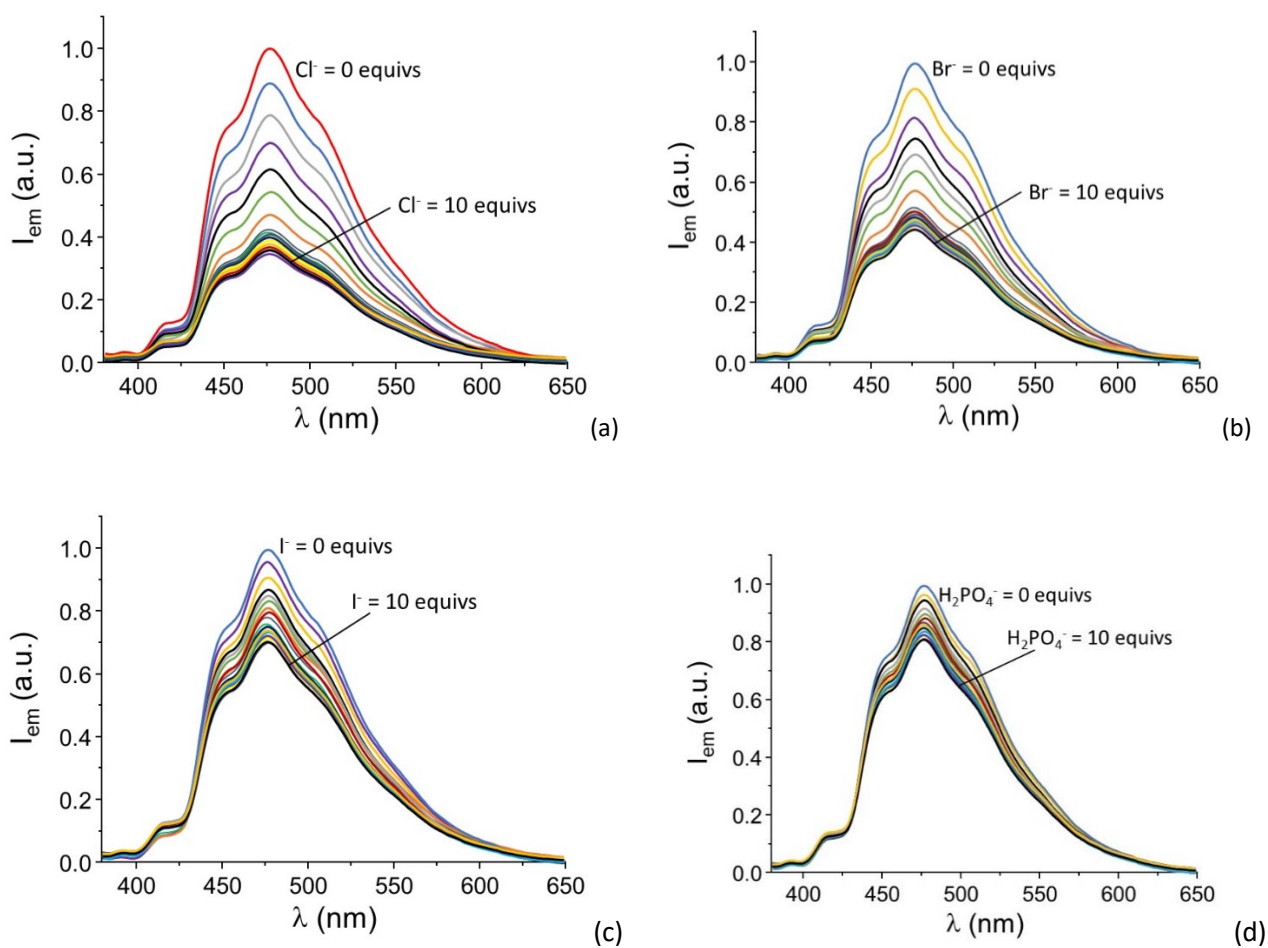 Cl⁻ = 0 equivs
Cl⁻ = 10 equivs
I_em (a.u.)
1.0
0.8
0.6
0.4
0.2
0.0
400 450 500 550 600 650
λ (nm)
(a)
Br⁻ = 0 equivs
Br⁻ = 10 equivs
I_em (a.u.)
1.0
0.8
0.6
0.4
0.2
0.0
400 450 500 550 600 650
λ (nm)
(b)
I⁻ = 0 equivs
I⁻ = 10 equivs
I_em (a.u.)
1.0
0.8
0.6
0.4
0.2
0.0
400 450 500 550 600 650
λ (nm)
(c)
H₂PO₄⁻ = 0 equivs
H₂PO₄⁻ = 10 equivs
I_em (a.u.)
1.0
0.8
0.6
0.4
0.2
0.0
400 450 500 550 600 650
λ (nm)
(d)